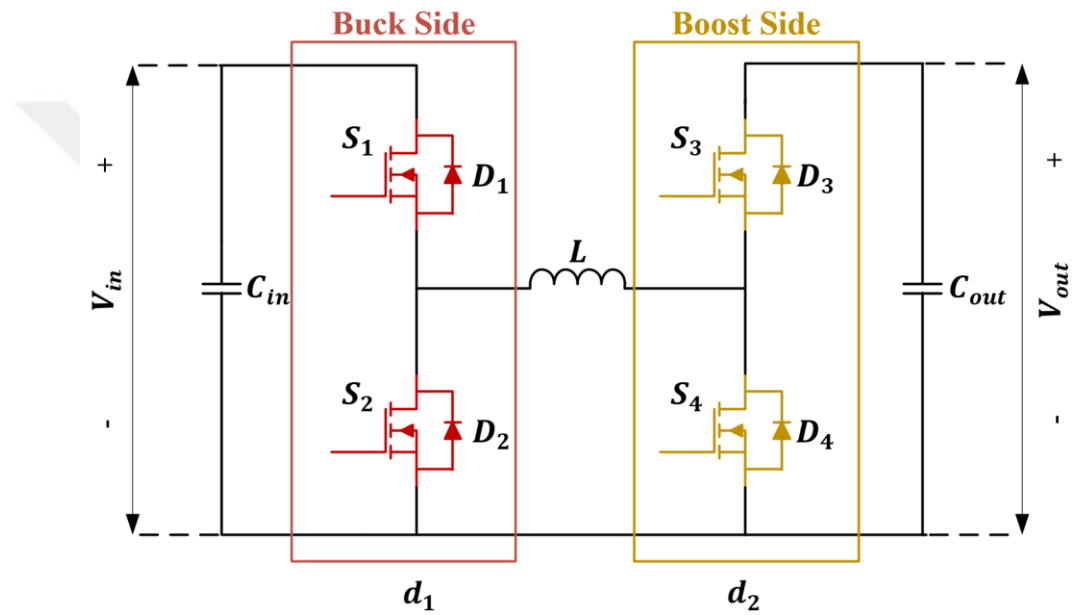 Buck Side
Boost Side
S1
D1
S3
D3
+
+
Vin
Cin
L
Cout
Vout
S2
D2
S4
D4
-
-
d1
d2